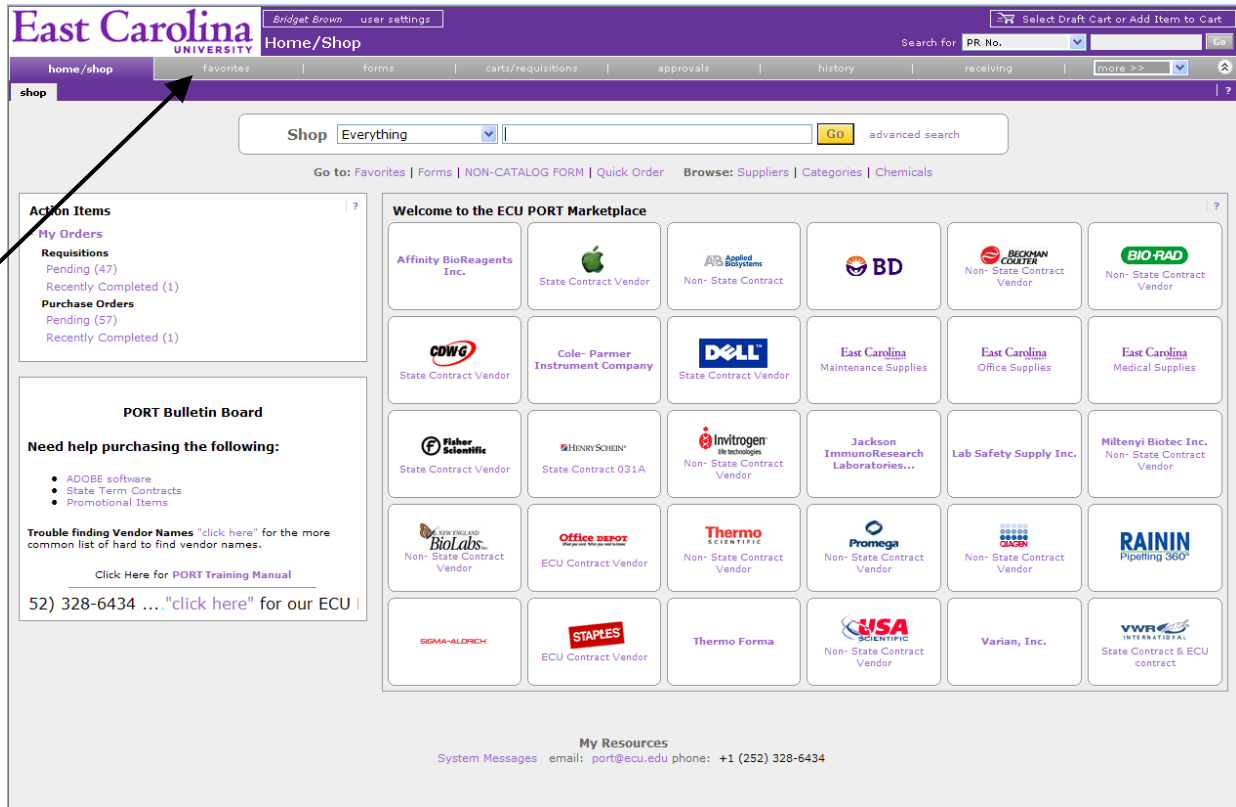 East Carolina
UNIVERSITY
Bridget Brown user settings
Select Draft Cart or Add Item to Cart
Home/Shop
Search for PR No. Go
home/shop favorites | forms | carts/requisitions | approvals | history | receiving | more >>
shop
?
Shop Everything Go advanced search
Go to: Favorites | Forms | NON-CATALOG FORM | Quick Order Browse: Suppliers | Categories | Chemicals
Action Items ?
My Orders
Requisitions
Pending (47)
Recently Completed (1)
Purchase Orders
Pending (57)
Recently Completed (1)
PORT Bulletin Board
Need help purchasing the following:
ADOBE software
State Term Contracts
Promotional Items
Trouble finding Vendor Names "click here" for the more
common list of hard to find vendor names.
Click Here for PORT Training Manual
52) 328-6434 ...."click here" for our ECU
Welcome to the ECU PORT Marketplace ?
Affinity BioReagents
Inc.
State Contract Vendor
AB Applied
Biosystems
Non- State Contract
BD
BECKMAN
COULTER
Non- State Contract
Vendor
BIO-RAD
Non- State Contract
Vendor
CDWG
State Contract Vendor
Cole- Parmer
Instrument Company
DELL™
State Contract Vendor
East Carolina
Maintenance Supplies
East Carolina
Office Supplies
East Carolina
Medical Supplies
Fisher
Scientific
State Contract Vendor
HENRY SCHEIN®
State Contract 031A
Invitrogen™
life technologies
Non- State Contract
Vendor
Jackson
ImmunoResearch
Laboratories...
Lab Safety Supply Inc.
Miltenyi Biotec Inc.
Non- State Contract
Vendor
NEW ENGLAND
BioLabs Inc.
Non- State Contract
Vendor
Office DEPOT
What you need. What you need to know.
ECU Contract Vendor
Thermo
SCIENTIFIC
Non- State Contract
Vendor
Promega
Non- State Contract
Vendor
QIAGEN
Non- State Contract
Vendor
RAININ
Pipetting 360°
SIGMA-ALDRICH
STAPLES
ECU Contract Vendor
Thermo Forma
USA
SCIENTIFIC
Non- State Contract
Vendor
Varian, Inc.
VWR
INTERNATIONAL
State Contract & ECU
contract
My Resources
System Messages email: port@ecu.edu phone: +1 (252) 328-6434